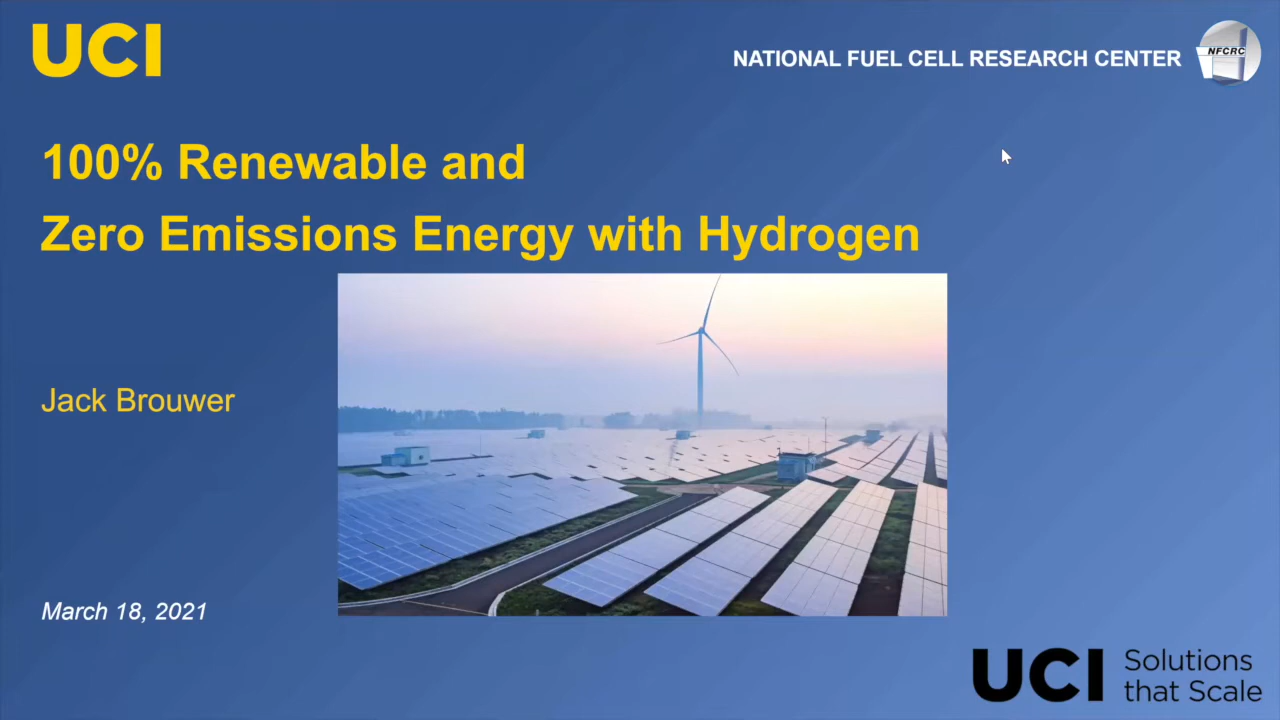 UCI
NATIONAL FUEL CELL RESEARCH CENTER
NFCRC
100% Renewable and
Zero Emissions Energy with Hydrogen
Jack Brouwer
March 18, 2021
UCI
Solutions
that Scale